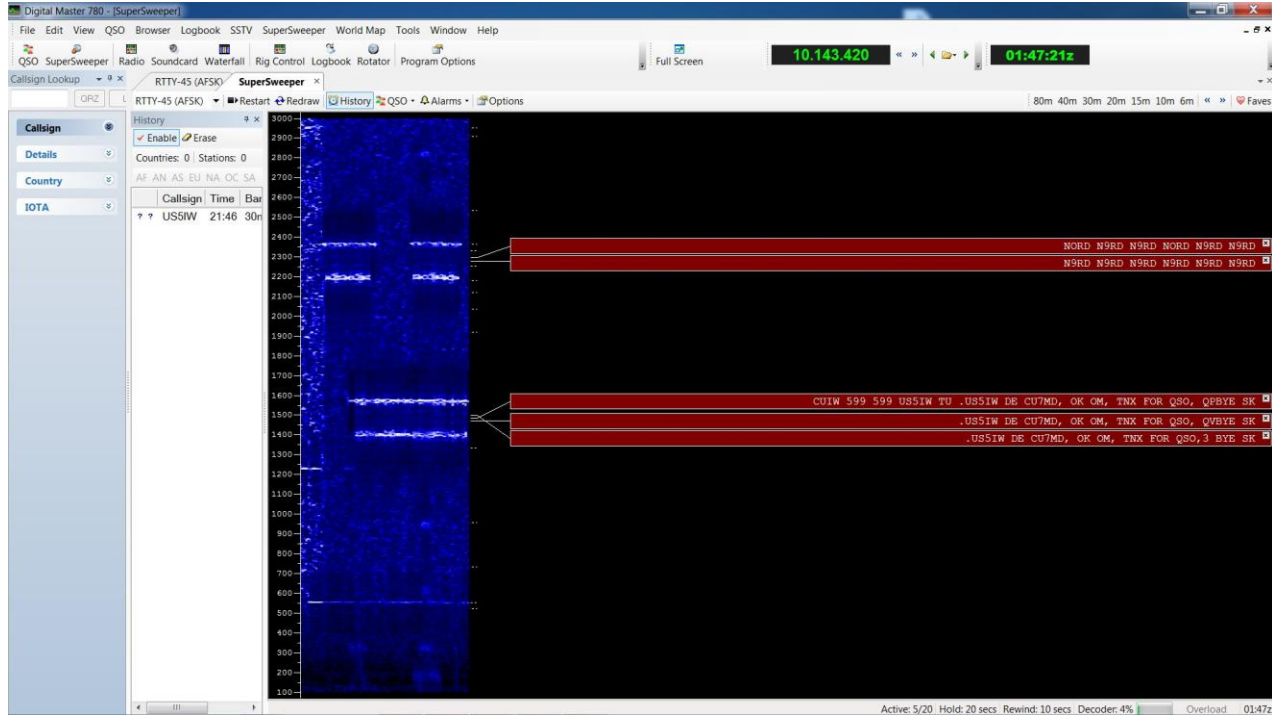 Digital Master 780 - [SuperSweeper]
File Edit View QSO Browser Logbook SSTV SuperSweeper World Map Tools Window Help
QSO SuperSweeper Radio Soundcard Waterfall Rig Control Logbook Rotator Program Options Full Screen 10.143.420 « » 01:47:21z
Callsign Lookup RTTY-45 (AFSK) SuperSweeper ×
QRZ RTTY-45 (AFSK) Restart Redraw History QSO Alarms Options 80m 40m 30m 20m 15m 10m 6m « » Faves
Callsign
Details
Country
IOTA
History
Enable Erase
Countries: 0 Stations: 0
AF AN AS EU NA OC SA
Callsign Time Ban
? ? US5IW 21:46 30m
3000
2900
2800
2700
2600
2500
2400
2300
2200
2100
2000
1900
1800
1700
1600
1500
1400
1300
1200
1100
1000
900
800
700
600
500
400
300
200
100
NORD N9RD N9RD NORD N9RD N9RD
N9RD N9RD N9RD N9RD N9RD N9RD
CUIW 599 599 US5IW TU .US5IW DE CU7MD, OK OM, TNX FOR QSO, QPBYE SK
.US5IW DE CU7MD, OK OM, TNX FOR QSO, QVBYE SK
.US5IW DE CU7MD, OK OM, TNX FOR QSO,3 BYE SK
Active: 5/20 Hold: 20 secs Rewind: 10 secs Decoder: 4% Overload 01:47z